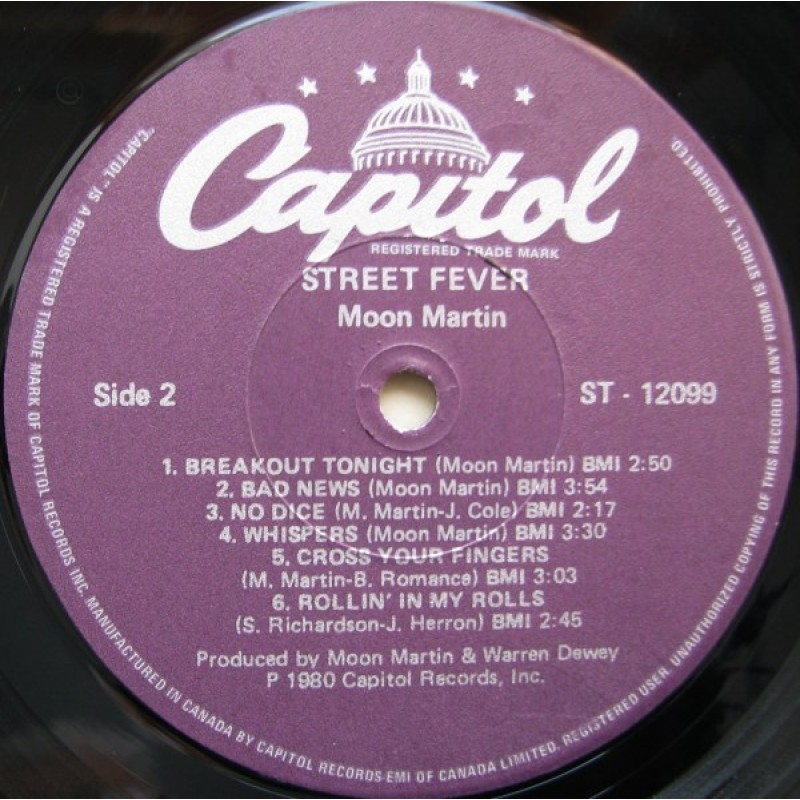 Capitol
REGISTERED TRADE MARK
STREET FEVER
Moon Martin
Side 2
ST - 12099
1. BREAKOUT TONIGHT (Moon Martin) BMI 2:50
2. BAD NEWS (Moon Martin) BMI 3:54
3. NO DICE (M. Martin-J. Cole) BMI 2:17
4. WHISPERS (Moon Martin) BMI 3:30
5. CROSS YOUR FINGERS
(M. Martin-B. Romance) BMI 3:03
6. ROLLIN' IN MY ROLLS
(S. Richardson-J. Herron) BMI 2:45
Produced by Moon Martin & Warren Dewey
P 1980 Capitol Records, Inc.
"CAPITOL" IS A REGISTERED TRADE MARK OF CAPITOL RECORDS INC. MANUFACTURED IN CANADA BY CAPITOL RECORDS-EMI OF CANADA LIMITED. REGISTERED USER. UNAUTHORIZED COPYING OF THIS RECORD IN ANY FORM IS STRICTLY PROHIBITED.